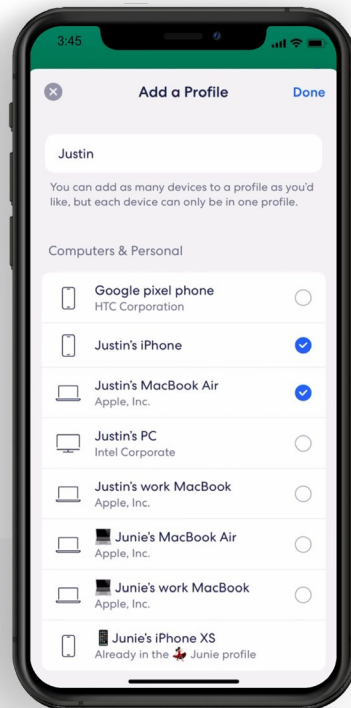 3:45
Add a Profile
Done
Justin
You can add as many devices to a profile as you'd
like, but each device can only be in one profile.
Computers & Personal
Google pixel phone
HTC Corporation
Justin's iPhone
Justin's MacBook Air
Apple, Inc.
Justin's PC
Intel Corporate
Justin's work MacBook
Apple, Inc.
Junie's MacBook Air
Apple, Inc.
Junie's work MacBook
Apple, Inc.
Junie's iPhone XS
Already in the 💃 Junie profile